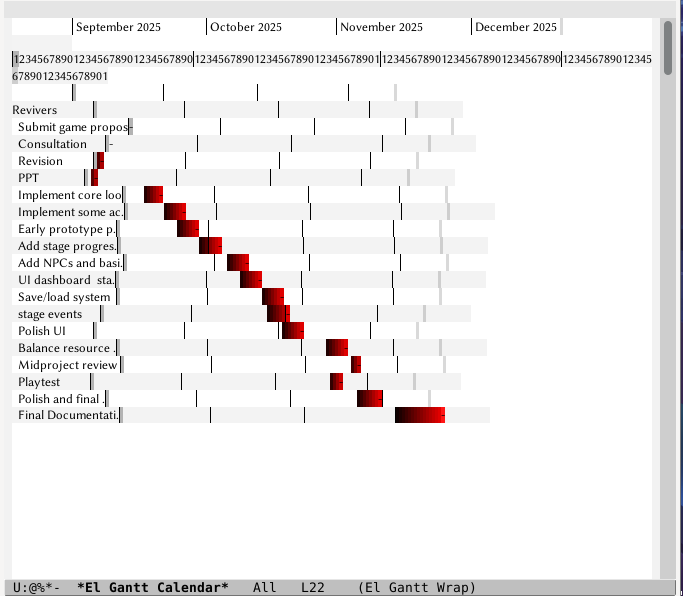 September 2025 October 2025 November 2025 December 2025
12345678901234567890123456789012345678901234567890123456789011234567890123456789012345678901123456789012345
6789012345678901
Revivers
Submit game propos
Consultation
Revision
PPT
Implement core loo
Implement some ac.
Early prototype p.
Add stage progres.
Add NPCs and basi.
UI dashboard sta.
Save/load system
stage events
Polish UI
Balance resource .
Midproject review
Playtest
Polish and final .
Final Documentati.
U:@%*- *El Gantt Calendar* All L22 (El Gantt Wrap)